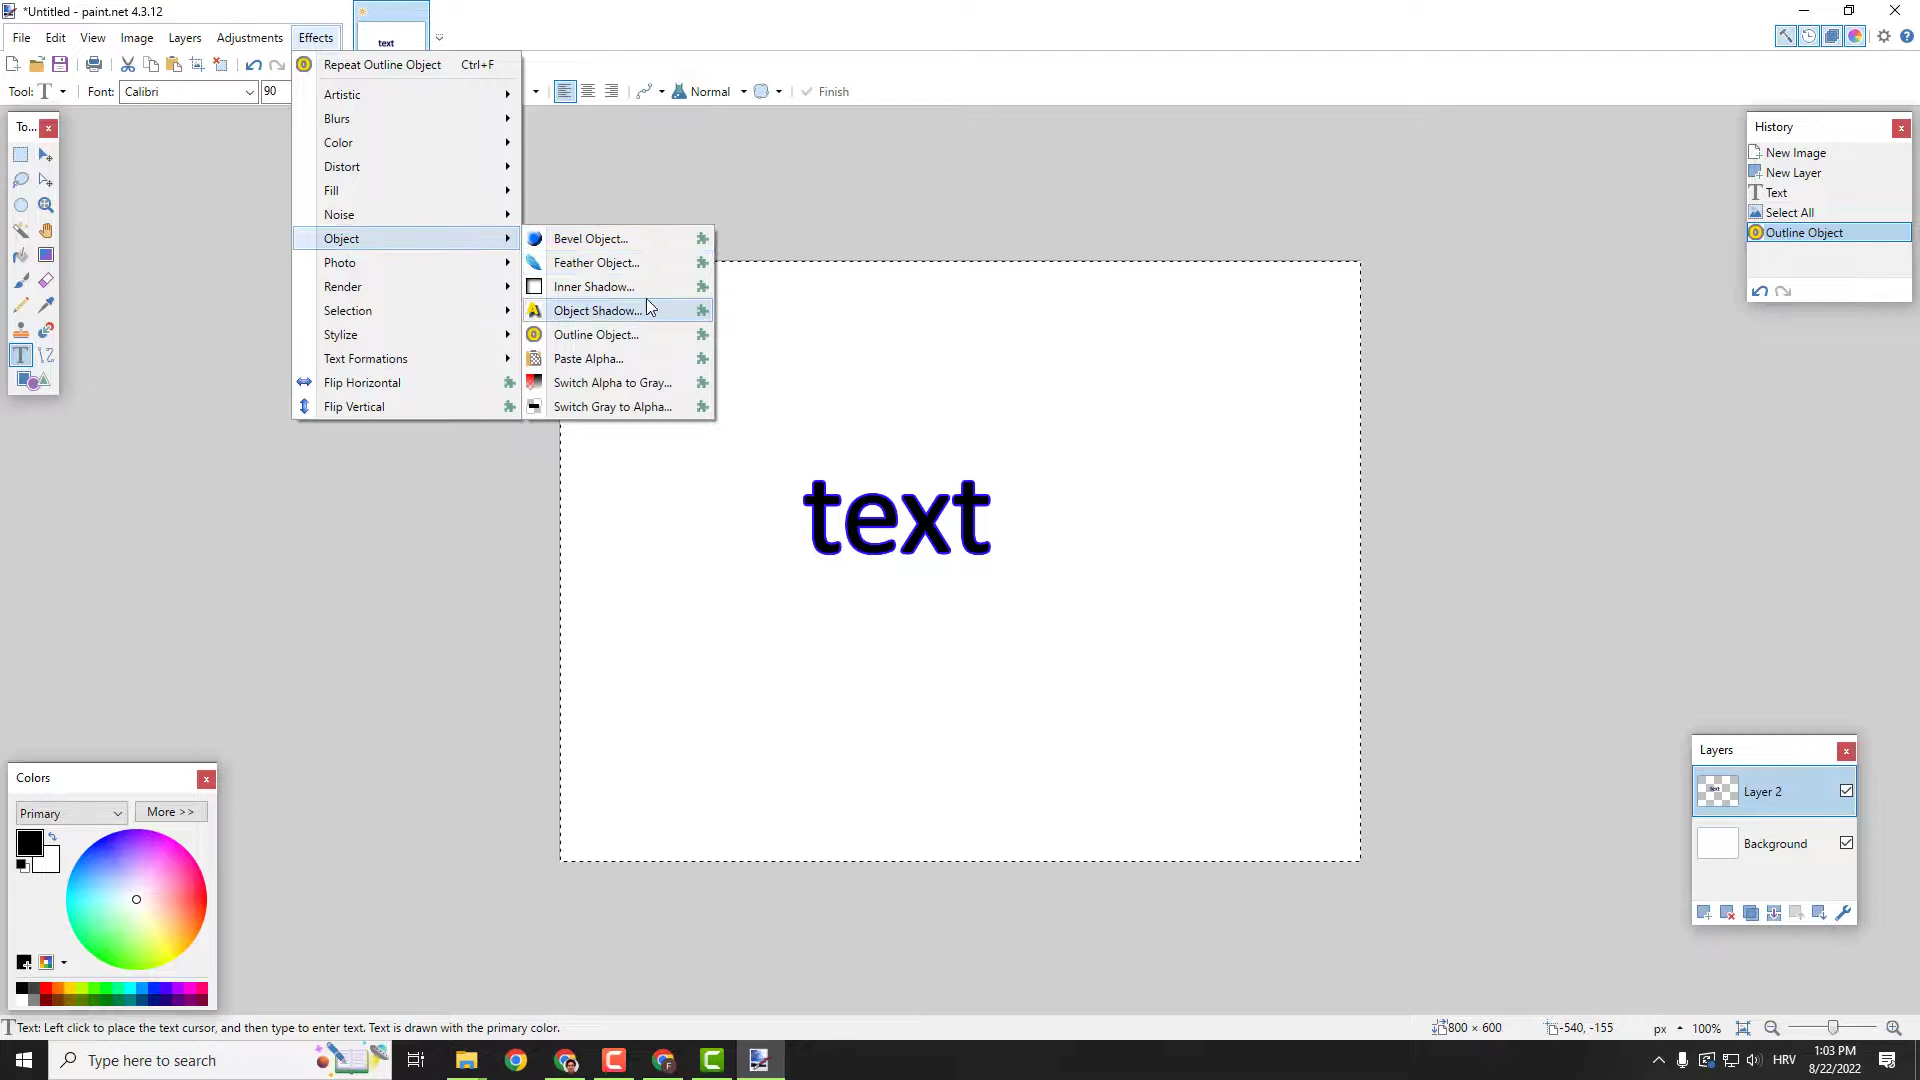 *Untitled - paint.net 4.3.12
text
File Edit View Image Layers Adjustments Effects
Tool: T Font: Calibri 90 Normal Finish
Repeat Outline Object Ctrl+F
Artistic
Blurs
Color
Distort
Fill
Noise
Object
Photo
Render
Selection
Stylize
Text Formations
Flip Horizontal
Flip Vertical
Bevel Object...
Feather Object...
Inner Shadow...
Object Shadow...
Outline Object...
Paste Alpha...
Switch Alpha to Gray...
Switch Gray to Alpha...
To...
History
New Image
New Layer
Text
Select All
Outline Object
text
Layers
Layer 2
Background
Colors
Primary More >>
Text: Left click to place the text cursor, and then type to enter text. Text is drawn with the primary color.
800 × 600 -540, -155 px 100%
Type here to search
HRV 1:03 PM
8/22/2022